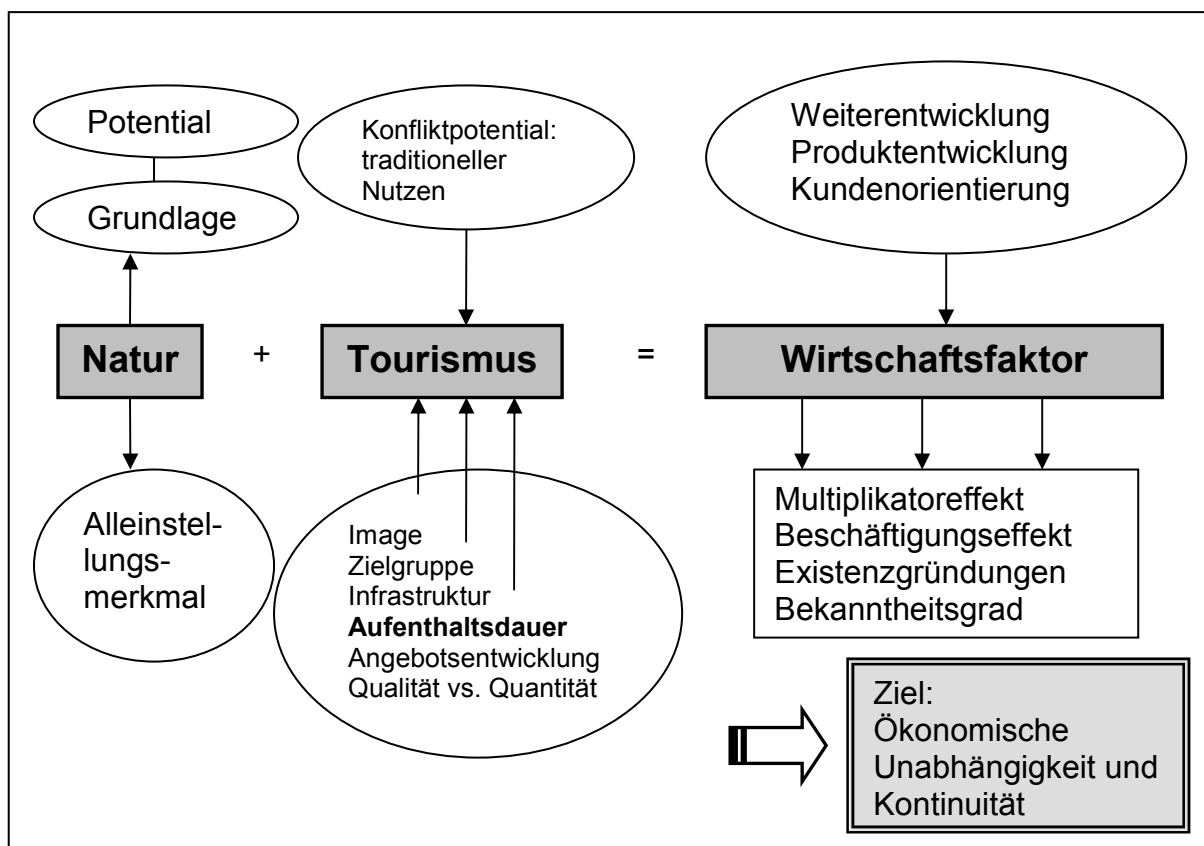 Potential
Grundlage
Konfliktpotential:
traditioneller
Nutzen
Weiterentwicklung
Produktentwicklung
Kundenorientierung
Natur + Tourismus = Wirtschaftsfaktor
Alleinstel-
lungs-
merkmal
Image
Zielgruppe
Infrastruktur
Aufenthaltsdauer
Angebotsentwicklung
Qualität vs. Quantität
Multiplikatoreffekt
Beschäftigungseffekt
Existenzgründungen
Bekanntheitsgrad
Ziel:
Ökonomische
Unabhängigkeit und
Kontinuität